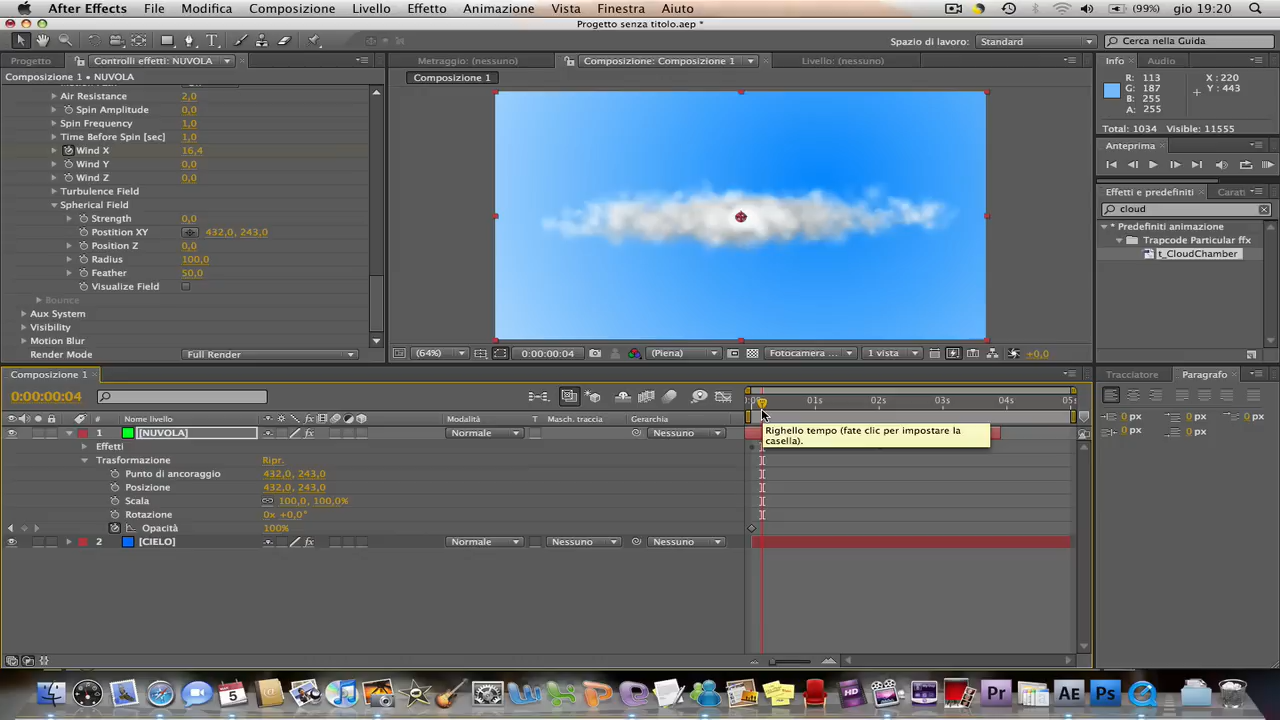 After Effects File Modifica Composizione Livello Effetto Animazione Vista Finestra Aiuto (99%) gio 19:20
Progetto senza titolo.aep *
Spazio di lavoro: Standard Cerca nella Guida
Progetto Controlli effetti: NUVOLA Metraggio: (nessuno) Composizione: Composizione 1 Livello: (nessuno) Info Audio
Composizione 1 • NUVOLA Composizione 1
R: 113 X: 220
G: 187 Y: 443
B: 255
A: 255
Total: 1034 Visible: 11555
Air Resistance 2,0
Spin Amplitude 0,0
Spin Frequency 1,0
Time Before Spin [sec] 1,0
Wind X 16,4
Wind Y 0,0
Wind Z 0,0
Turbulence Field
Spherical Field
Strength 0,0
Postition XY 432,0, 243,0
Position Z 0,0
Radius 100,0
Feather 50,0
Visualize Field
Bounce
Aux System
Visibility
Motion Blur
Render Mode Full Render
(64%) 0:00:00:04 (Piena) Fotocamera ... 1 vista +0,0
Anteprima
Effetti e predefiniti Carati
cloud
* Predefiniti animazione
Trapcode Particular ffx
t_CloudChamber
Composizione 1
0:00:00:04
01s 02s 03s 04s 05s
Nome livello Modalità T Masch. traccia Gerarchia
1 [NUVOLA] Normale Nessuno
Righello tempo (fate clic per impostare la
casella).
Effetti
Trasformazione Ripr.
Punto di ancoraggio 432,0, 243,0
Posizione 432,0, 243,0
Scala 100,0, 100,0%
Rotazione 0x +0,0°
Opacità 100%
2 [CIELO] Normale Nessuno Nessuno
Tracciatore Paragrafo
0 px 0 px
0 px 0 px
5 HD Pr AE Ps